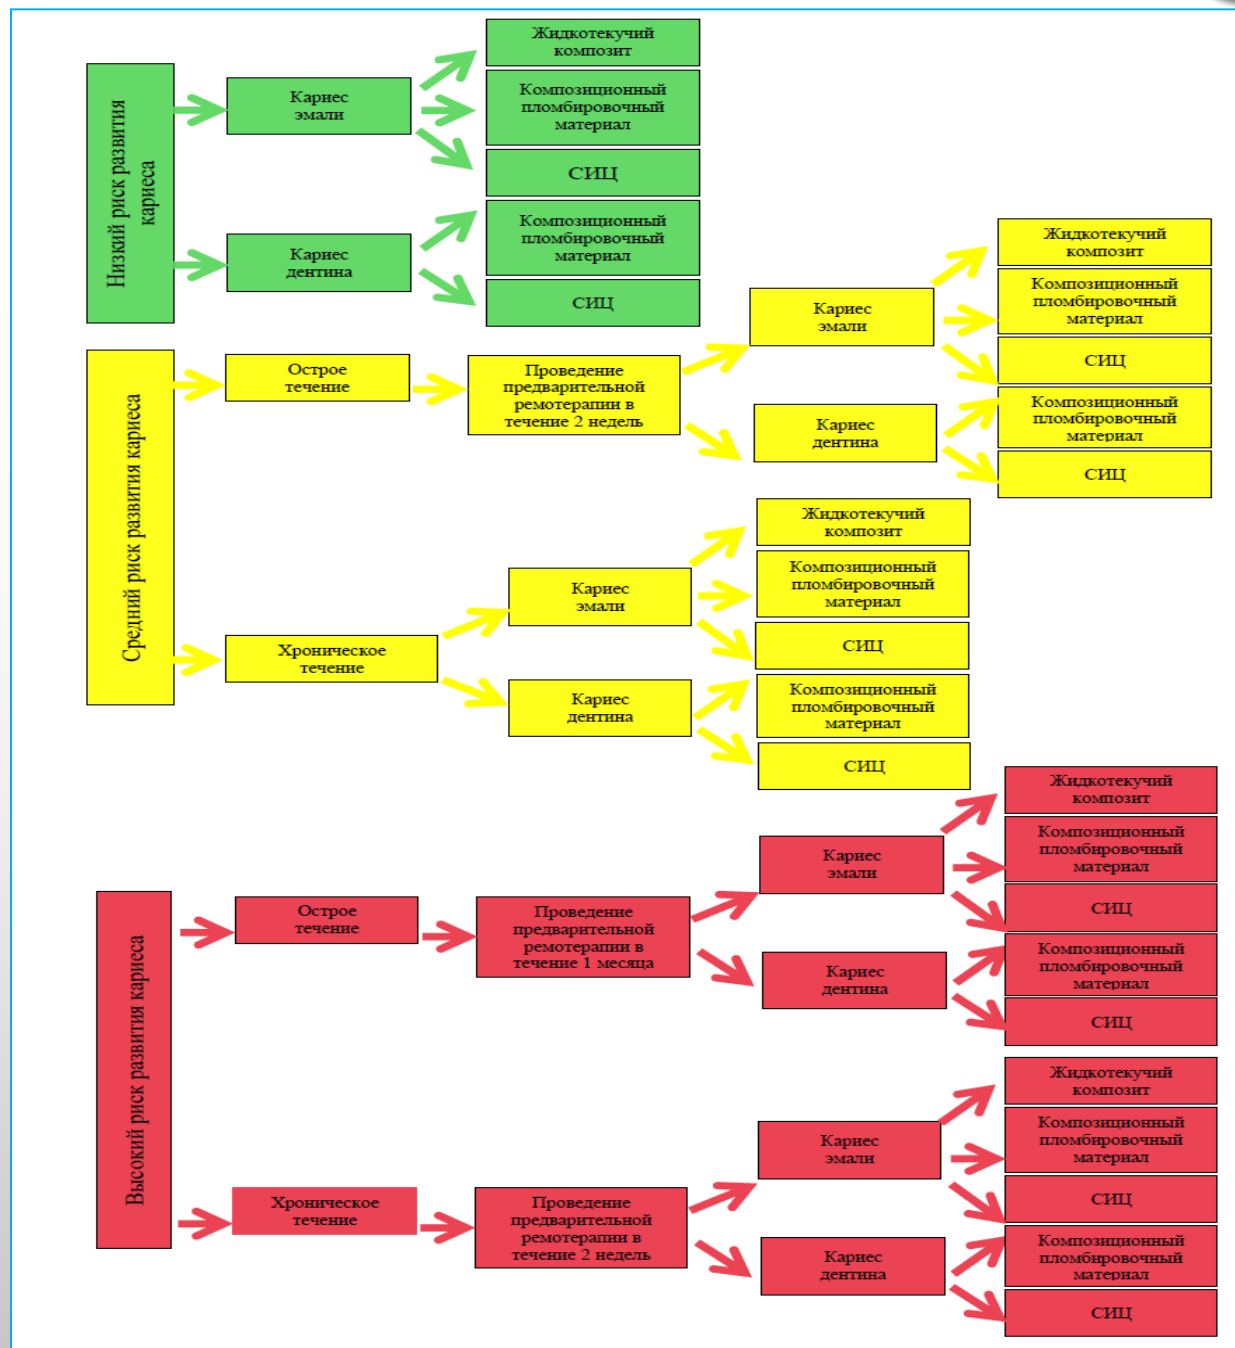 Низкий риск развития
кариеса
Кариес
эмали
Жидкотекучий
композит
Композиционный
пломбировочный
материал
СИЦ
Кариес
дентина
Композиционный
пломбировочный
материал
СИЦ
Средний риск развития кариеса
Острое
течение
Проведение
предварительной
ремотерапии в
течение 2 недель
Кариес
эмали
Жидкотекучий
композит
Композиционный
пломбировочный
материал
СИЦ
Кариес
дентина
Композиционный
пломбировочный
материал
СИЦ
Хроническое
течение
Кариес
эмали
Жидкотекучий
композит
Композиционный
пломбировочный
материал
СИЦ
Кариес
дентина
Композиционный
пломбировочный
материал
СИЦ
Высокий риск развития кариеса
Острое
течение
Проведение
предварительной
ремотерапии в
течение 1 месяца
Кариес
эмали
Жидкотекучий
композит
Композиционный
пломбировочный
материал
СИЦ
Кариес
дентина
Композиционный
пломбировочный
материал
СИЦ
Хроническое
течение
Проведение
предварительной
ремотерапии в
течение 2 недель
Кариес
эмали
Жидкотекучий
композит
Композиционный
пломбировочный
материал
СИЦ
Кариес
дентина
Композиционный
пломбировочный
материал
СИЦ